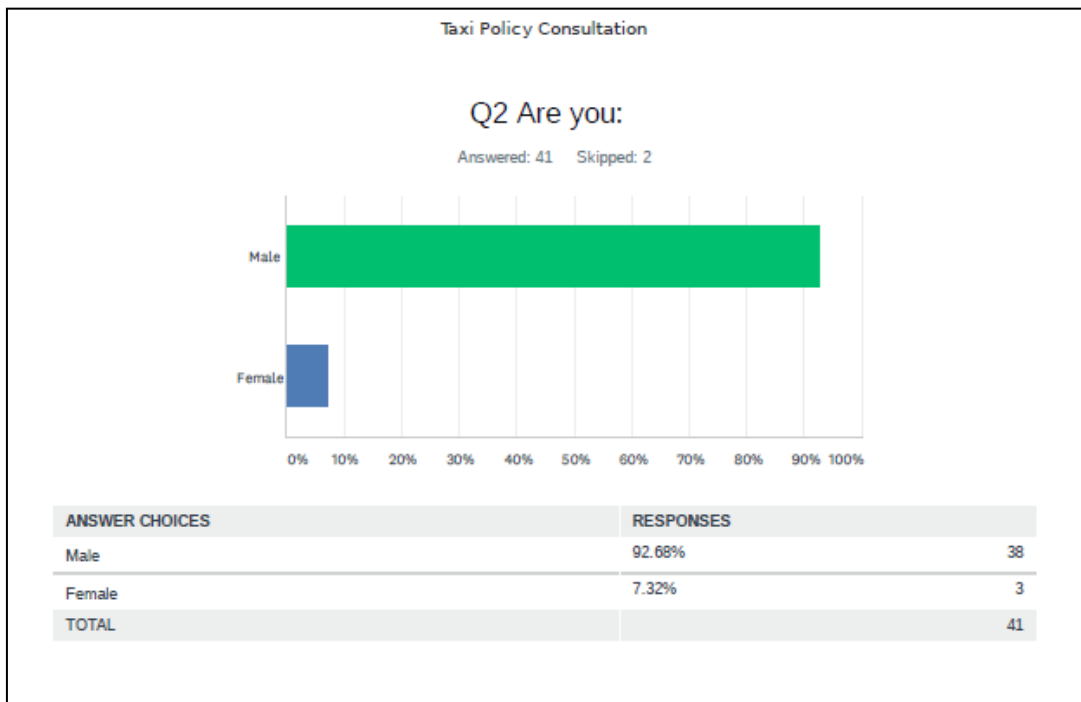 Taxi Policy Consultation
Q2 Are you:
Answered: 41 Skipped: 2
Male
Female
0% 10% 20% 30% 40% 50% 60% 70% 80% 90% 100%
ANSWER CHOICES RESPONSES
Male 92.68% 38
Female 7.32% 3
TOTAL 41